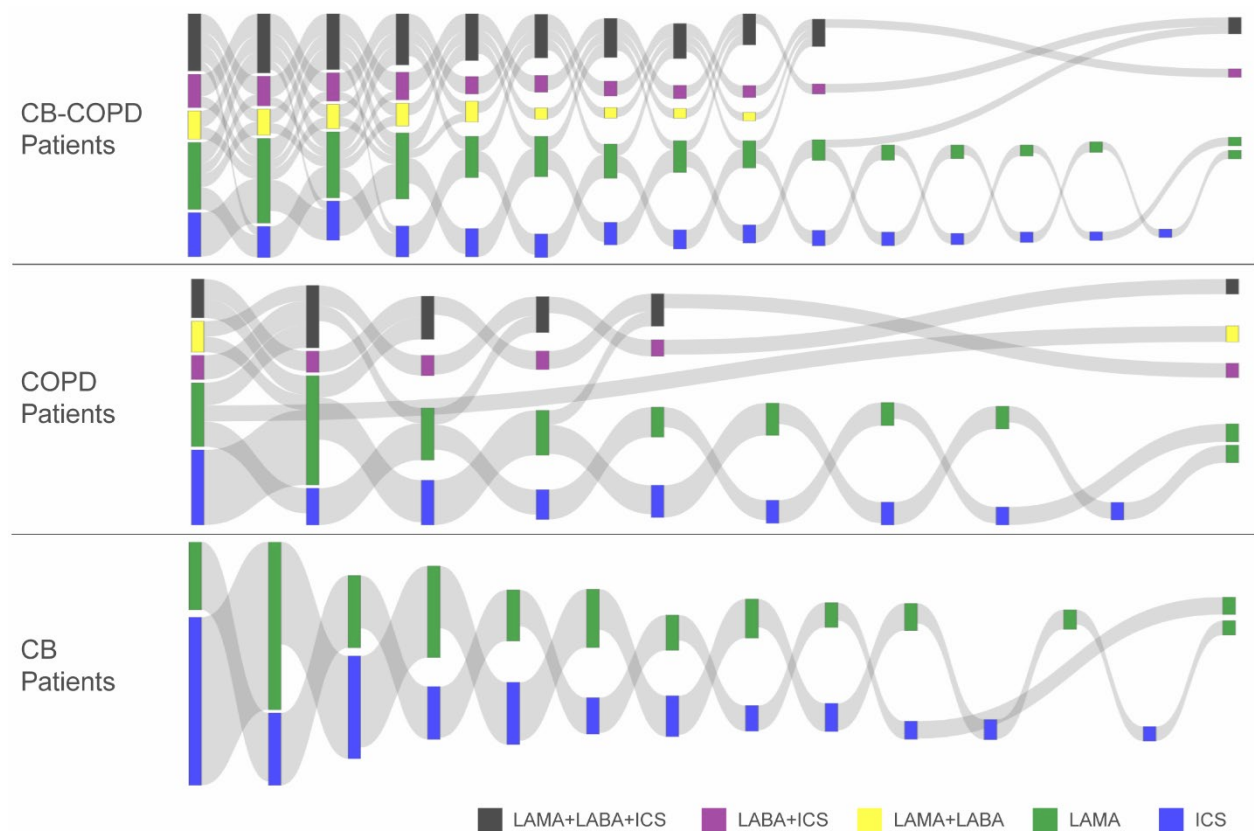 CB-COPD
Patients
COPD
Patients
CB
Patients
LAMA+LABA+ICS LABA+ICS LAMA+LABA LAMA ICS